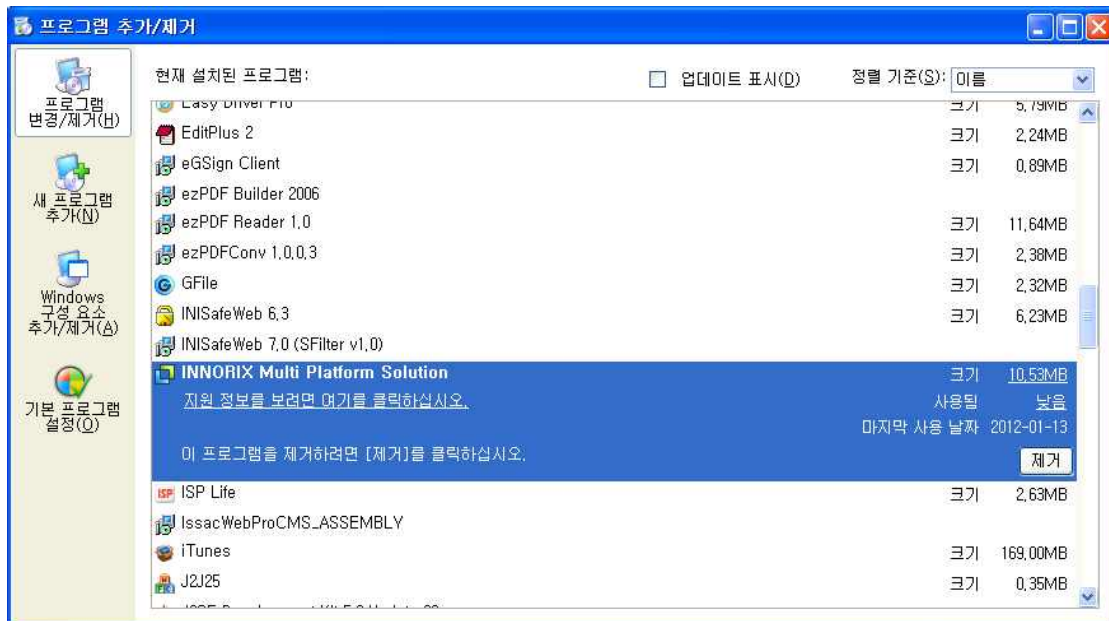 프로그램 추가/제거
프로그램
변경/제거(H)
새 프로그램
추가(N)
Windows
구성 요소
추가/제거(A)
기본 프로그램
설정(O)
현재 설치된 프로그램:
업데이트 표시(D)
정렬 기준(S): 이름
Easy Driver Pro 크기 5,79MB
EditPlus 2 크기 2,24MB
eGSign Client 크기 0,89MB
ezPDF Builder 2006
ezPDF Reader 1,0 크기 11,64MB
ezPDFConv 1,0,0,3 크기 2,38MB
GFile 크기 2,32MB
INISafeWeb 6,3 크기 6,23MB
INISafeWeb 7,0 (SFilter v1,0)
INNORIX Multi Platform Solution 크기 10,53MB
지원 정보를 보려면 여기를 클릭하십시오. 사용됨 낮음
마지막 사용 날짜 2012-01-13
이 프로그램을 제거하려면 [제거]를 클릭하십시오. 제거
ISP ISP Life 크기 2,63MB
IssacWebProCMS_ASSEMBLY
iTunes 크기 169,00MB
J2J25 크기 0,35MB